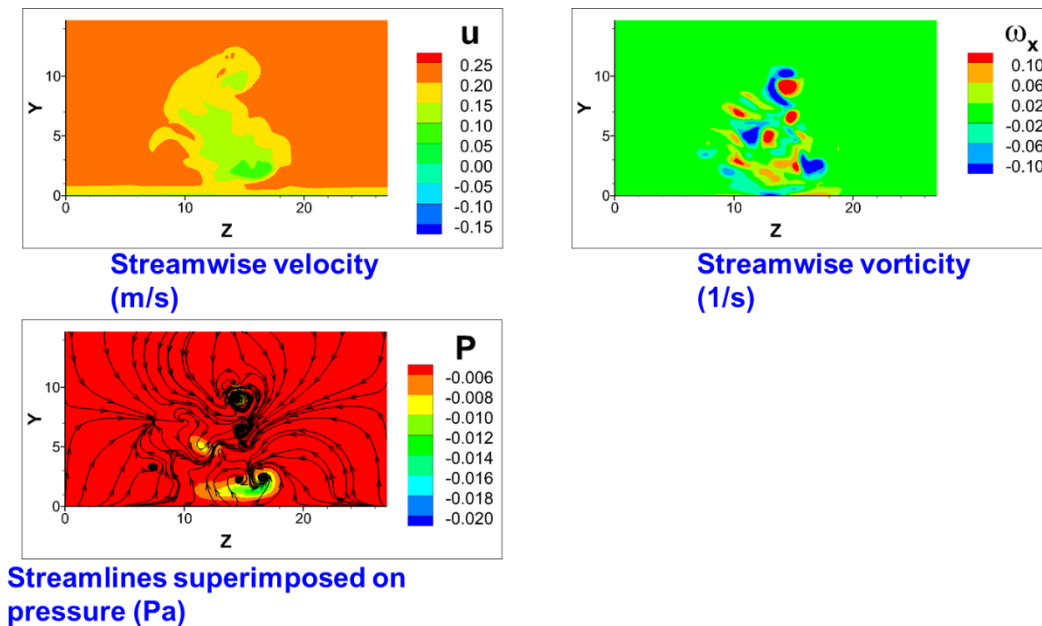 u
0.25
0.20
0.15
0.10
0.05
0.00
-0.05
-0.10
-0.15
Y
10
5
0
0 10 20
Z
Streamwise velocity
(m/s)
ωx
0.10
0.06
0.02
-0.02
-0.06
-0.10
Y
10
5
0
0 10 20
Z
Streamwise vorticity
(1/s)
P
-0.006
-0.008
-0.010
-0.012
-0.014
-0.016
-0.018
-0.020
Y
10
5
0
0 10 20
Z
Streamlines superimposed on
pressure (Pa)